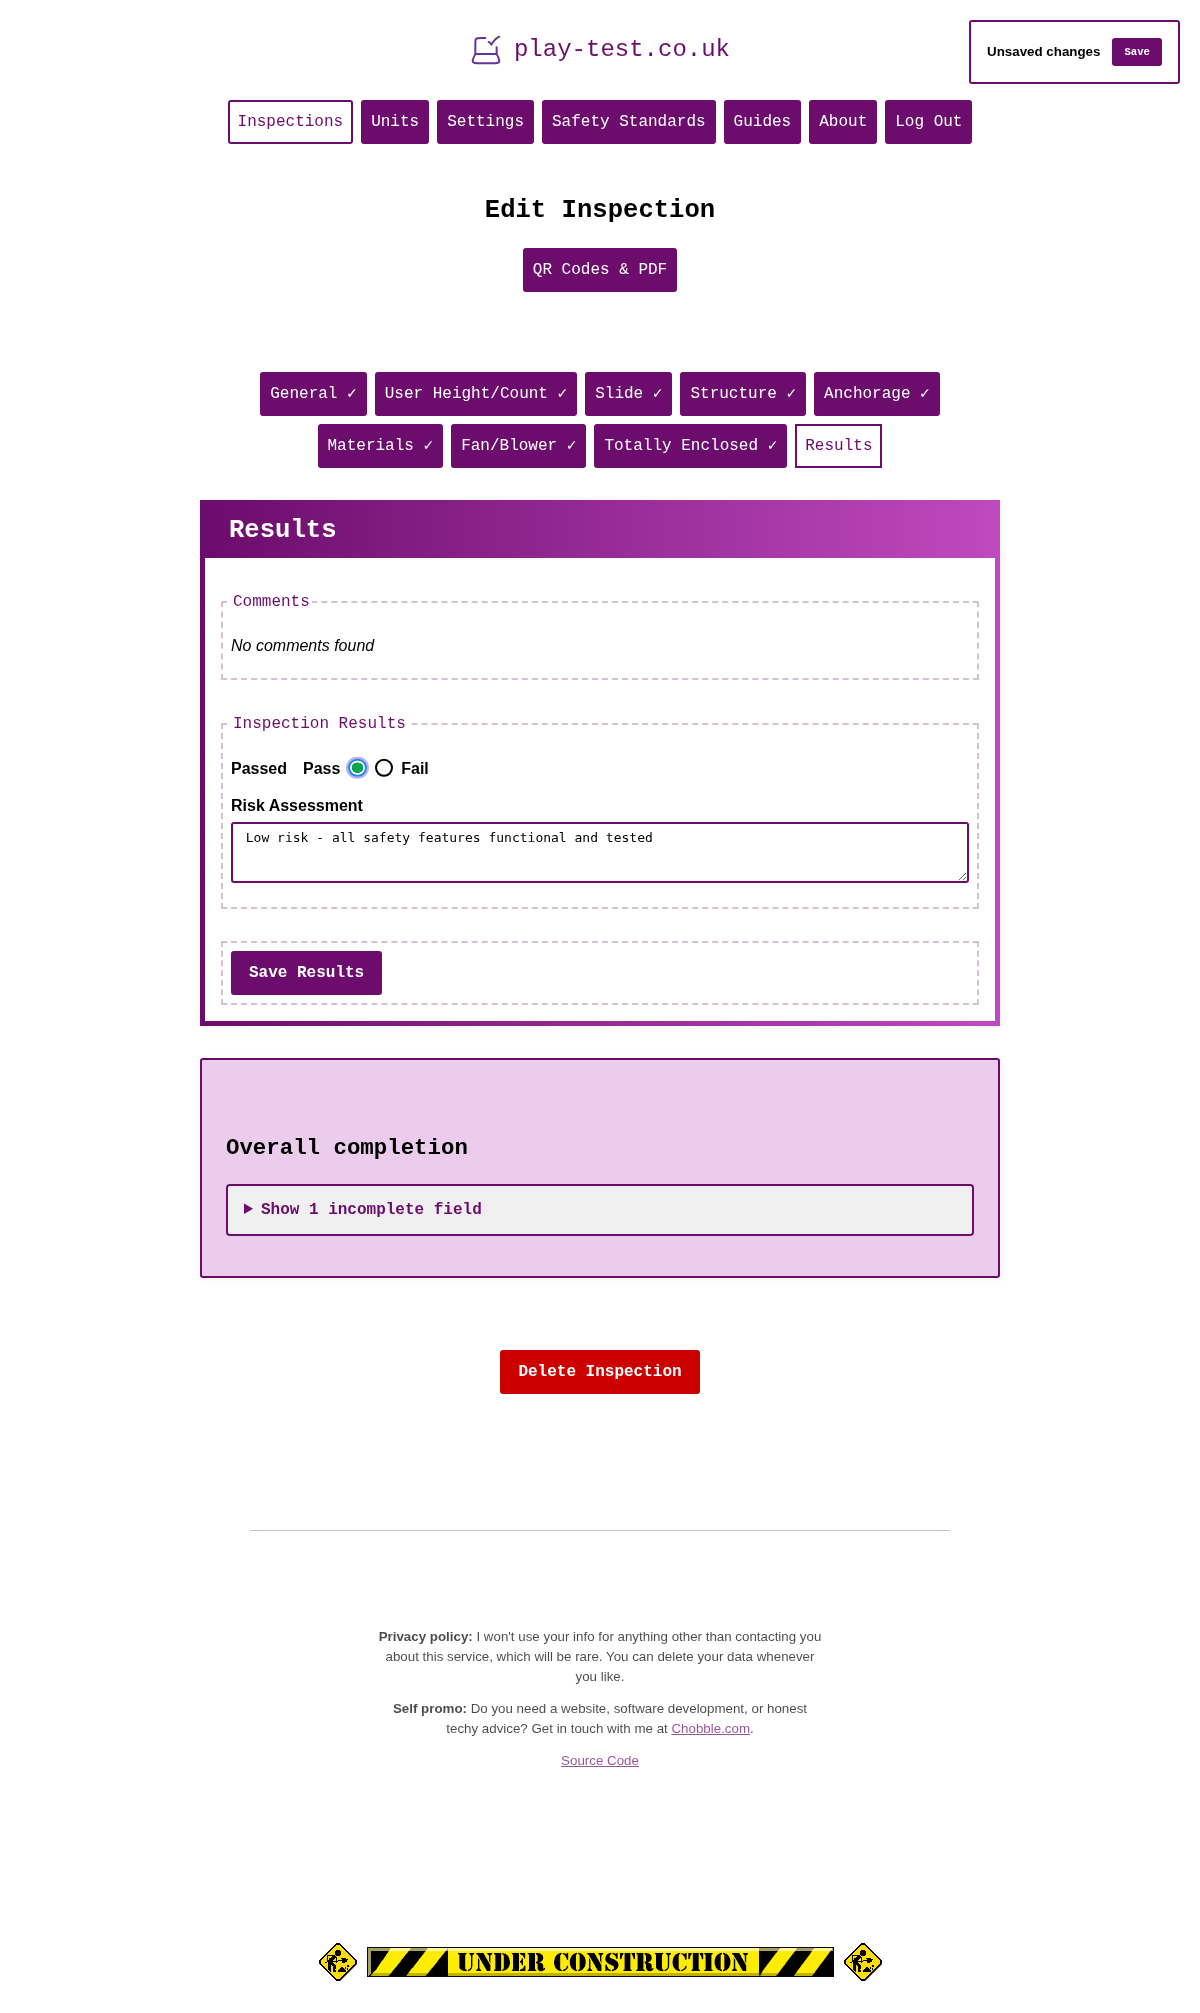 play-test.co.uk
Unsaved changes Save
Inspections Units Settings Safety Standards Guides About Log Out
Edit Inspection
QR Codes & PDF
General ✓ User Height/Count ✓ Slide ✓ Structure ✓ Anchorage ✓
Materials ✓ Fan/Blower ✓ Totally Enclosed ✓ Results
Results
Comments
No comments found
Inspection Results
Passed Pass Fail
Risk Assessment
Low risk - all safety features functional and tested
Save Results
Overall completion
Show 1 incomplete field
Delete Inspection
Privacy policy: I won't use your info for anything other than contacting you
about this service, which will be rare. You can delete your data whenever
you like.
Self promo: Do you need a website, software development, or honest
techy advice? Get in touch with me at Chobble.com.
Source Code
UNDER CONSTRUCTION